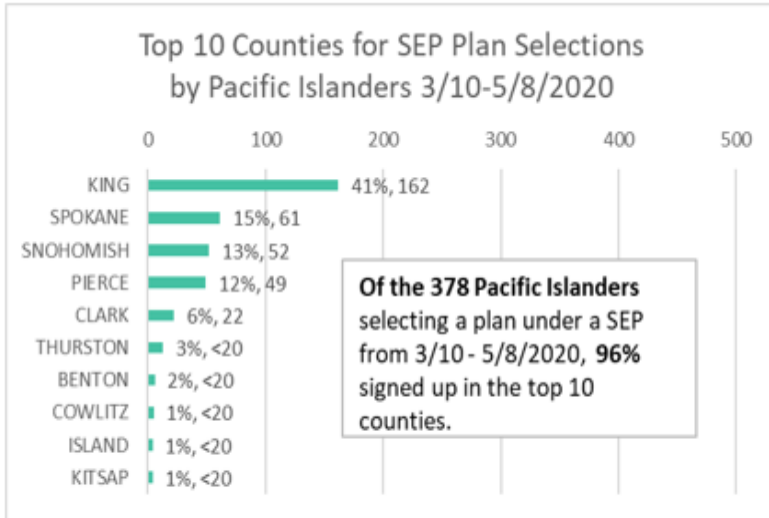 Top 10 Counties for SEP Plan Selections
by Pacific Islanders 3/10-5/8/2020
0 100 200 300 400 500
KING 41%, 162
SPOKANE 15%, 61
SNOHOMISH 13%, 52
PIERCE 12%, 49
CLARK 6%, 22
THURSTON 3%, <20
BENTON 2%, <20
COWLITZ 1%, <20
ISLAND 1%, <20
KITSAP 1%, <20
Of the 378 Pacific Islanders
selecting a plan under a SEP
from 3/10 - 5/8/2020, 96%
signed up in the top 10
counties.